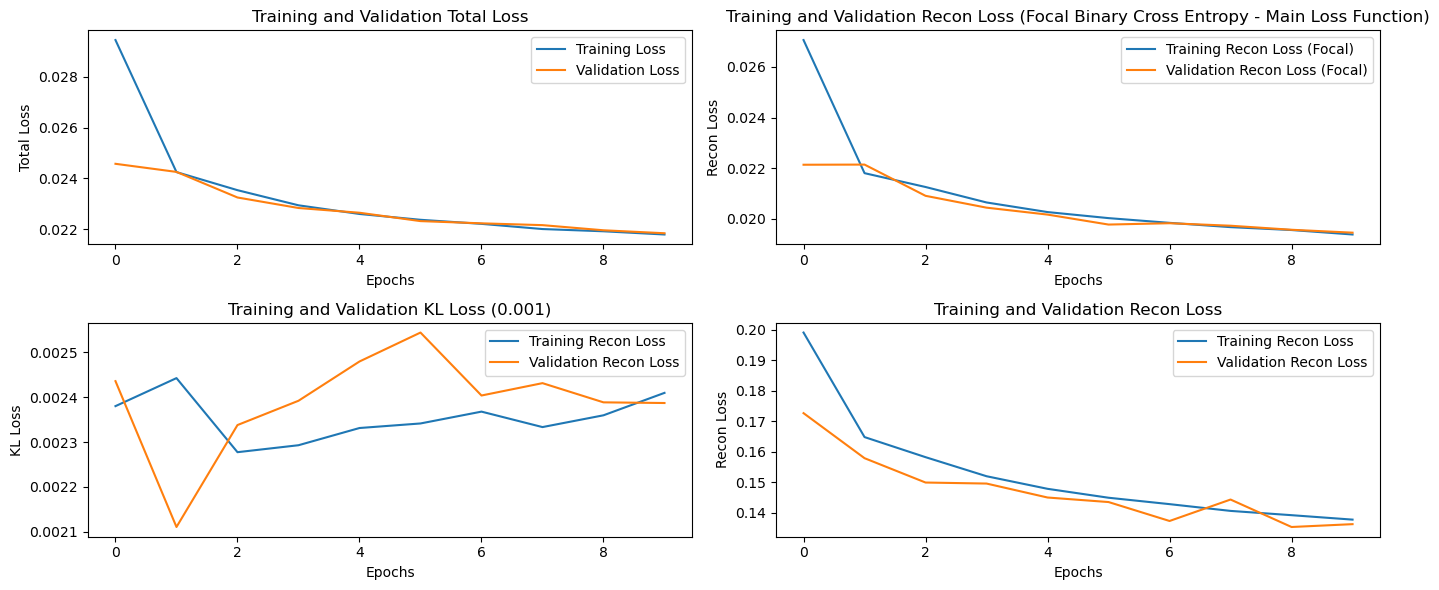 Training and Validation Total Loss
Training Loss
Validation Loss
0.028
0.026
0.024
0.022
Total Loss
0 2 4 6 8
Epochs
Training and Validation Recon Loss (Focal Binary Cross Entropy - Main Loss Function)
Training Recon Loss (Focal)
Validation Recon Loss (Focal)
0.026
0.024
0.022
0.020
Recon Loss
0 2 4 6 8
Epochs
Training and Validation KL Loss (0.001)
Training Recon Loss
Validation Recon Loss
0.0025
0.0024
0.0023
0.0022
0.0021
KL Loss
0 2 4 6 8
Epochs
Training and Validation Recon Loss
Training Recon Loss
Validation Recon Loss
0.20
0.19
0.18
0.17
0.16
0.15
0.14
Recon Loss
0 2 4 6 8
Epochs